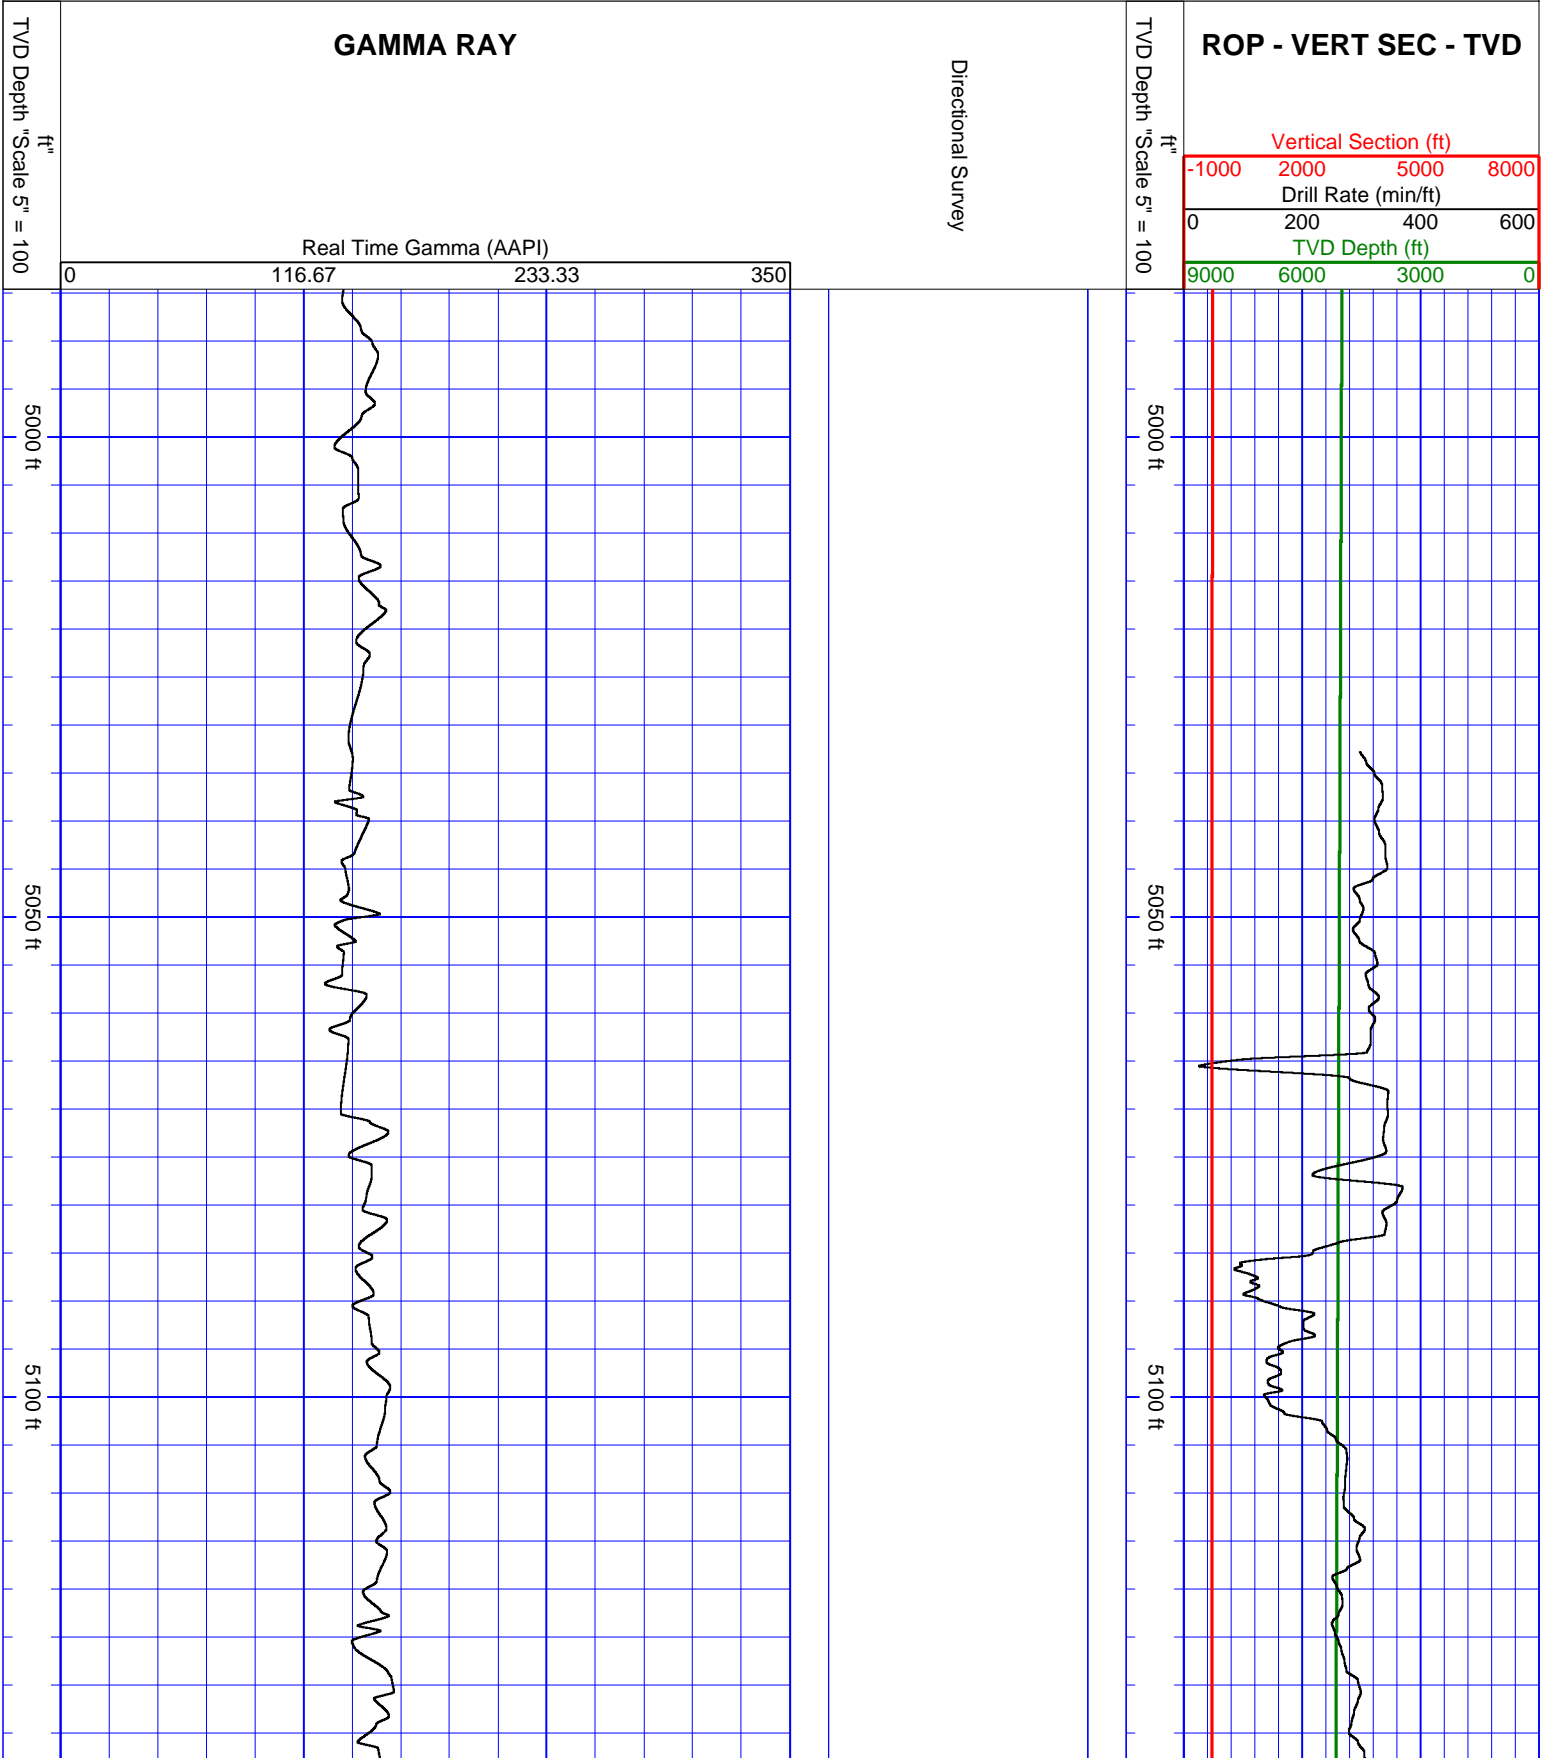 TVD Depth "Scale 5" = 100
ft"
GAMMA RAY
Real Time Gamma (AAPI)
0 116.67 233.33 350
Directional Survey
TVD Depth "Scale 5" = 100
ft"
ROP - VERT SEC - TVD
Vertical Section (ft)
-1000 2000 5000 8000
Drill Rate (min/ft)
0 200 400 600
TVD Depth (ft)
9000 6000 3000 0
5000 ft
5000 ft
5050 ft
5050 ft
5100 ft
5100 ft